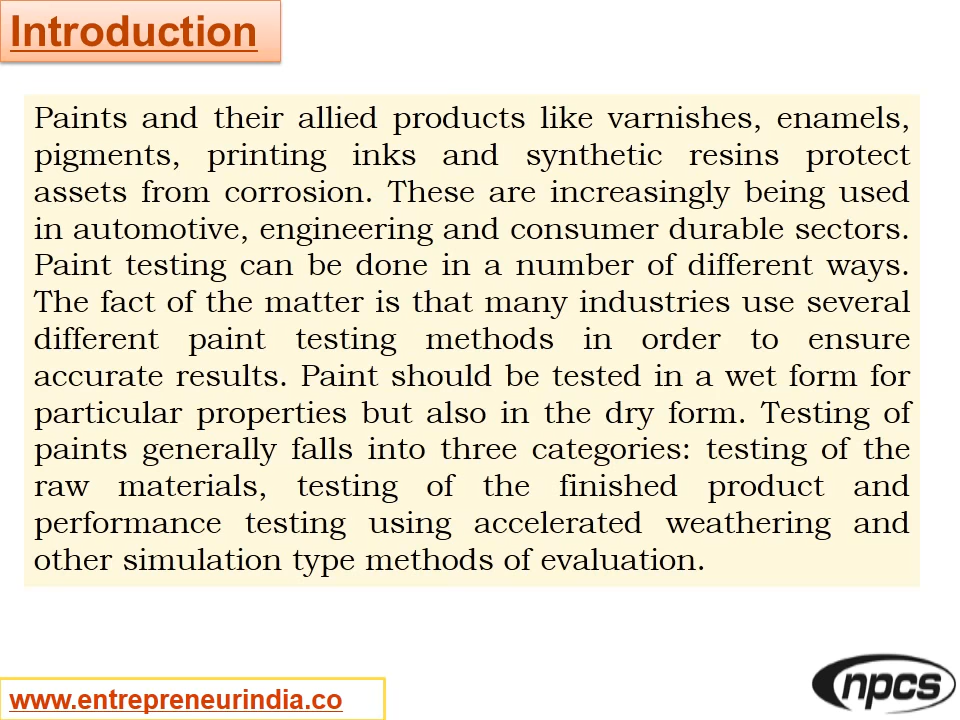 Introduction
Paints and their allied products like varnishes, enamels,
pigments, printing inks and synthetic resins protect
assets from corrosion. These are increasingly being used
in automotive, engineering and consumer durable sectors.
Paint testing can be done in a number of different ways.
The fact of the matter is that many industries use several
different paint testing methods in order to ensure
accurate results. Paint should be tested in a wet form for
particular properties but also in the dry form. Testing of
paints generally falls into three categories: testing of the
raw materials, testing of the finished product and
performance testing using accelerated weathering and
other simulation type methods of evaluation.
www.entrepreneurindia.co
npcs